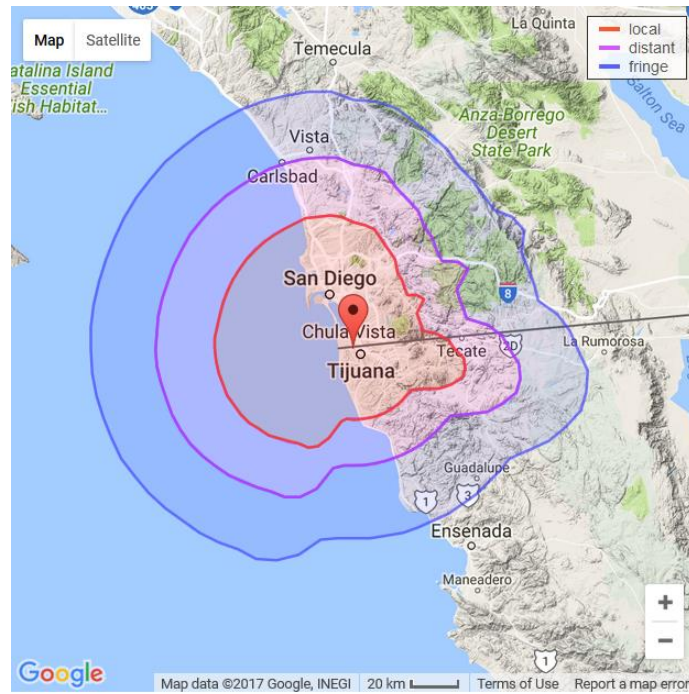 Map
Satellite
local
distant
fringe
La Quinta
Temecula
atalina Island
Essential
ish Habitat...
Salton Sea
Anza-Borrego
Desert
State Park
Vista
Carlsbad
San Diego
8
Chula Vista
Tecate
2D
La Rumorosa
Tijuana
Guadalupe
1
3
Ensenada
Maneadero
+
−
1
Google
Map data ©2017 Google, INEGI
20 km
Terms of Use
Report a map error